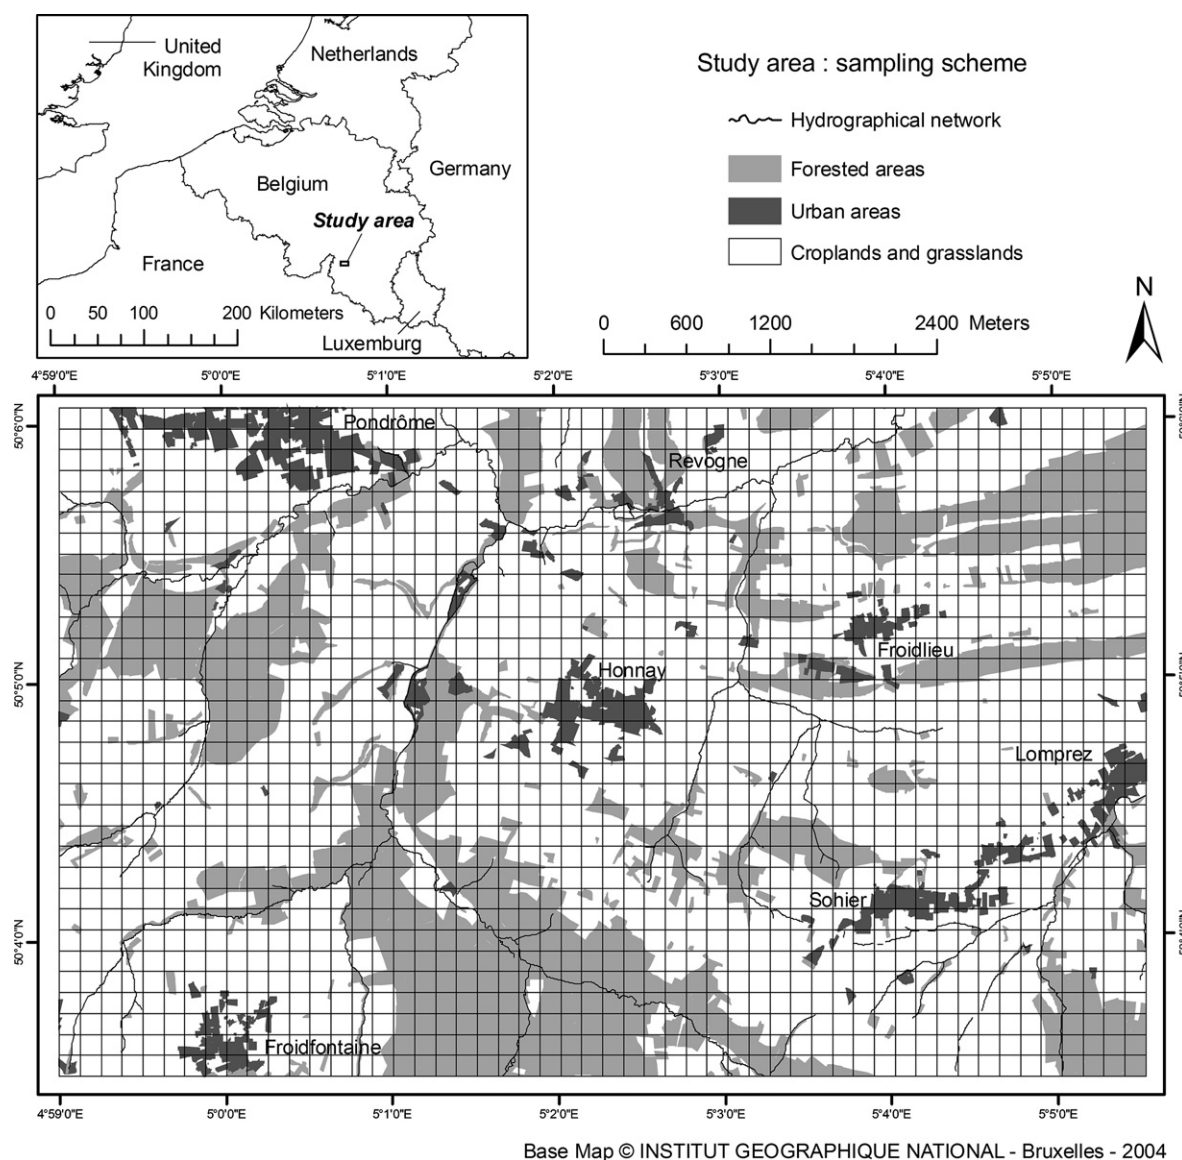 United
Kingdom
Netherlands
Germany
Belgium
Study area
France
0 50 100 200 Kilometers
Luxemburg
Study area : sampling scheme
Hydrographical network
Forested areas
Urban areas
Croplands and grasslands
N
0 600 1200 2400 Meters
4°59'0"E 5°0'0"E 5°1'0"E 5°2'0"E 5°3'0"E 5°4'0"E 5°5'0"E
50°6'0"N
50°5'0"N
50°4'0"N
Pondrôme
Revogne
Froidlieu
Honnay
Lomprez
Sohier
Froidfontaine
4°59'0"E 5°0'0"E 5°1'0"E 5°2'0"E 5°3'0"E 5°4'0"E 5°5'0"E
Base Map © INSTITUT GEOGRAPHIQUE NATIONAL - Bruxelles - 2004